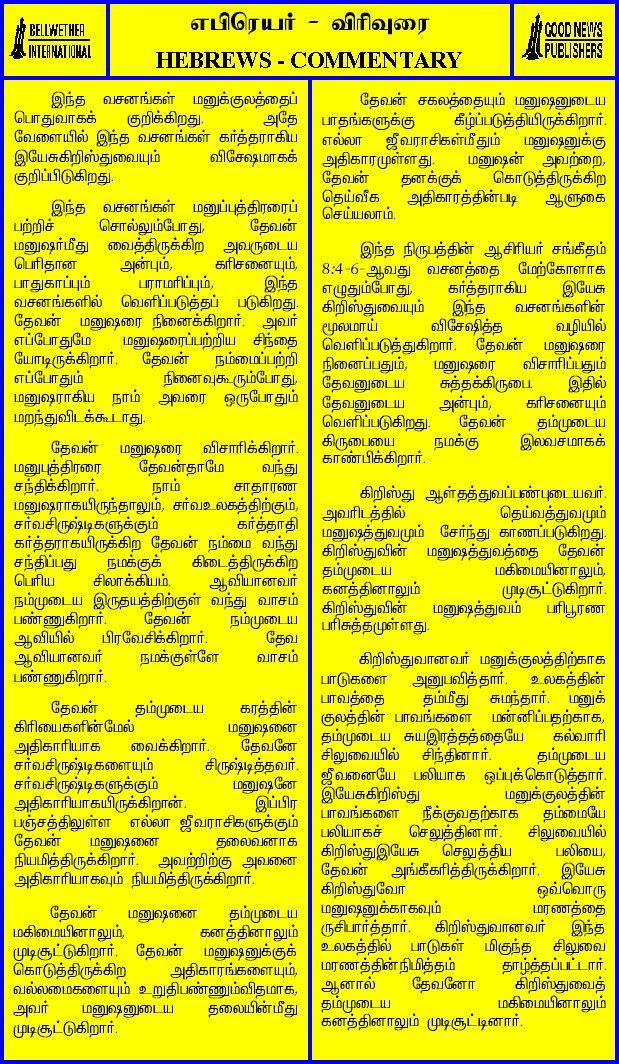 BELLWETHER
INTERNATIONAL
எபிரெயர் - விரிவுரை
HEBREWS - COMMENTARY
GOOD NEWS
PUBLISHERS
இந்த வசனங்கள் மனுக்குலத்தைப்
பொதுவாகக் குறிக்கிறது. அதே
வேளையில் இந்த வசனங்கள் கர்த்தராகிய
இயேசுகிறிஸ்துவையும் விசேஷமாகக்
குறிப்பிடுகிறது.
இந்த வசனங்கள் மனுப்புத்திரரைப்
பற்றிச் சொல்லும்போது, தேவன்
மனுஷர்மீது வைத்திருக்கிற அவருடைய
பெரிதான அன்பும், கரிசனையும்,
பாதுகாப்பும் பராமரிப்பும், இந்த
வசனங்களில் வெளிப்படுத்தப் படுகிறது.
தேவன் மனுஷரை நினைக்கிறார். அவர்
எப்போதுமே மனுஷரைப்பற்றிய சிந்தை
யோடிருக்கிறார். தேவன் நம்மைப்பற்றி
எப்போதும் நினைவுகூரும்போது,
மனுஷராகிய நாம் அவரை ஒருபோதும்
மறந்துவிடக்கூடாது.
தேவன் மனுஷரை விசாரிக்கிறார்.
மனுபுத்திரரை தேவன்தாமே வந்து
சந்திக்கிறார். நாம் சாதாரண
மனுஷராகயிருந்தாலும், சர்வஉலகத்திற்கும்,
சர்வசிருஷ்டிகளுக்கும் கர்த்தாதி
கர்த்தராகயிருக்கிற தேவன் நம்மை வந்து
சந்திப்பது நமக்குக் கிடைத்திருக்கிற
பெரிய சிலாக்கியம். ஆவியானவர்
நம்முடைய இருதயத்திற்குள் வந்து வாசம்
பண்ணுகிறார். தேவன் நம்முடைய
ஆவியில் பிரவேசிக்கிறார். தேவ
ஆவியானவர் நமக்குள்ளே வாசம்
பண்ணுகிறார்.
தேவன் தம்முடைய கரத்தின்
கிரியைகளின்மேல் மனுஷனை
அதிகாரியாக வைக்கிறார். தேவனே
சர்வசிருஷ்டிகளையும் சிருஷ்டித்தவர்.
சர்வசிருஷ்டிகளுக்கும் மனுஷனே
அதிகாரியாகயிருக்கிறான். இப்பிர
பஞ்சத்திலுள்ள எல்லா ஜீவராசிகளுக்கும்
தேவன் மனுஷனை தலைவனாக
நியமித்திருக்கிறார். அவற்றிற்கு அவனை
அதிகாரியாகவும் நியமித்திருக்கிறார்.
தேவன் மனுஷனை தம்முடைய
மகிமையினாலும், கனத்தினாலும்
முடிசூட்டுகிறார். தேவன் மனுஷனுக்குக்
கொடுத்திருக்கிற அதிகாரங்களையும்,
வல்லமைகளையும் உறுதிபண்ணும்விதமாக,
அவர் மனுஷனுடைய தலையின்மீது
முடிசூட்டுகிறார்.
தேவன் சகலத்தையும் மனுஷனுடைய
பாதங்களுக்கு கீழ்ப்படுத்தியிருக்கிறார்.
எல்லா ஜீவராசிகள்மீதும் மனுஷனுக்கு
அதிகாரமுள்ளது. மனுஷன் அவற்றை,
தேவன் தனக்குக் கொடுத்திருக்கிற
தெய்வீக அதிகாரத்தின்படி ஆளுகை
செய்யலாம்.
இந்த நிருபத்தின் ஆசிரியர் சங்கீதம்
8:4-6-ஆவது வசனத்தை மேற்கோளாக
எழுதும்போது, கர்த்தராகிய இயேசு
கிறிஸ்துவையும் இந்த வசனங்களின்
மூலமாய் விசேஷித்த வழியில்
வெளிப்படுத்துகிறார். தேவன் மனுஷரை
நினைப்பதும், மனுஷரை விசாரிப்பதும்
தேவனுடைய சுத்தக்கிருபை. இதில்
தேவனுடைய அன்பும், கரிசனையும்
வெளிப்படுகிறது. தேவன் தம்முடைய
கிருபையை நமக்கு இலவசமாகக்
காண்பிக்கிறார்.
கிறிஸ்து ஆள்தத்துவப்பண்புடையவர்.
அவரிடத்தில் தெய்வத்துவமும்
மனுஷத்துவமும் சேர்ந்து காணப்படுகிறது.
கிறிஸ்துவின் மனுஷத்துவத்தை தேவன்
தம்முடைய மகிமையினாலும்,
கனத்தினாலும் முடிசூட்டுகிறார்.
கிறிஸ்துவின் மனுஷத்துவம் பரிபூரண
பரிசுத்தமுள்ளது.
கிறிஸ்துவானவர் மனுக்குலத்திற்காக
பாடுகளை அனுபவித்தார். உலகத்தின்
பாவத்தை தம்மீது சுமந்தார். மனுக்
குலத்தின் பாவங்களை மன்னிப்பதற்காக,
தம்முடைய சுயஇரத்தத்தையே கல்வாரி
சிலுவையில் சிந்தினார். தம்முடைய
ஜீவனையே பலியாக ஒப்புக்கொடுத்தார்.
இயேசுகிறிஸ்து மனுக்குலத்தின்
பாவங்களை நீக்குவதற்காக தம்மையே
பலியாகச் செலுத்தினார். சிலுவையில்
கிறிஸ்துஇயேசு செலுத்திய பலியை,
தேவன் அங்கீகரித்திருக்கிறார். இயேசு
கிறிஸ்துவோ ஒவ்வொரு
மனுஷனுக்காகவும் மரணத்தை
ருசிபார்த்தார். கிறிஸ்துவானவர் இந்த
உலகத்தில் பாடுகள் மிகுந்த சிலுவை
மரணத்தின்நிமித்தம் தாழ்த்தப்பட்டார்.
ஆனால் தேவனோ கிறிஸ்துவைத்
தம்முடைய மகிமையினாலும்
கனத்தினாலும் முடிசூட்டினார்.